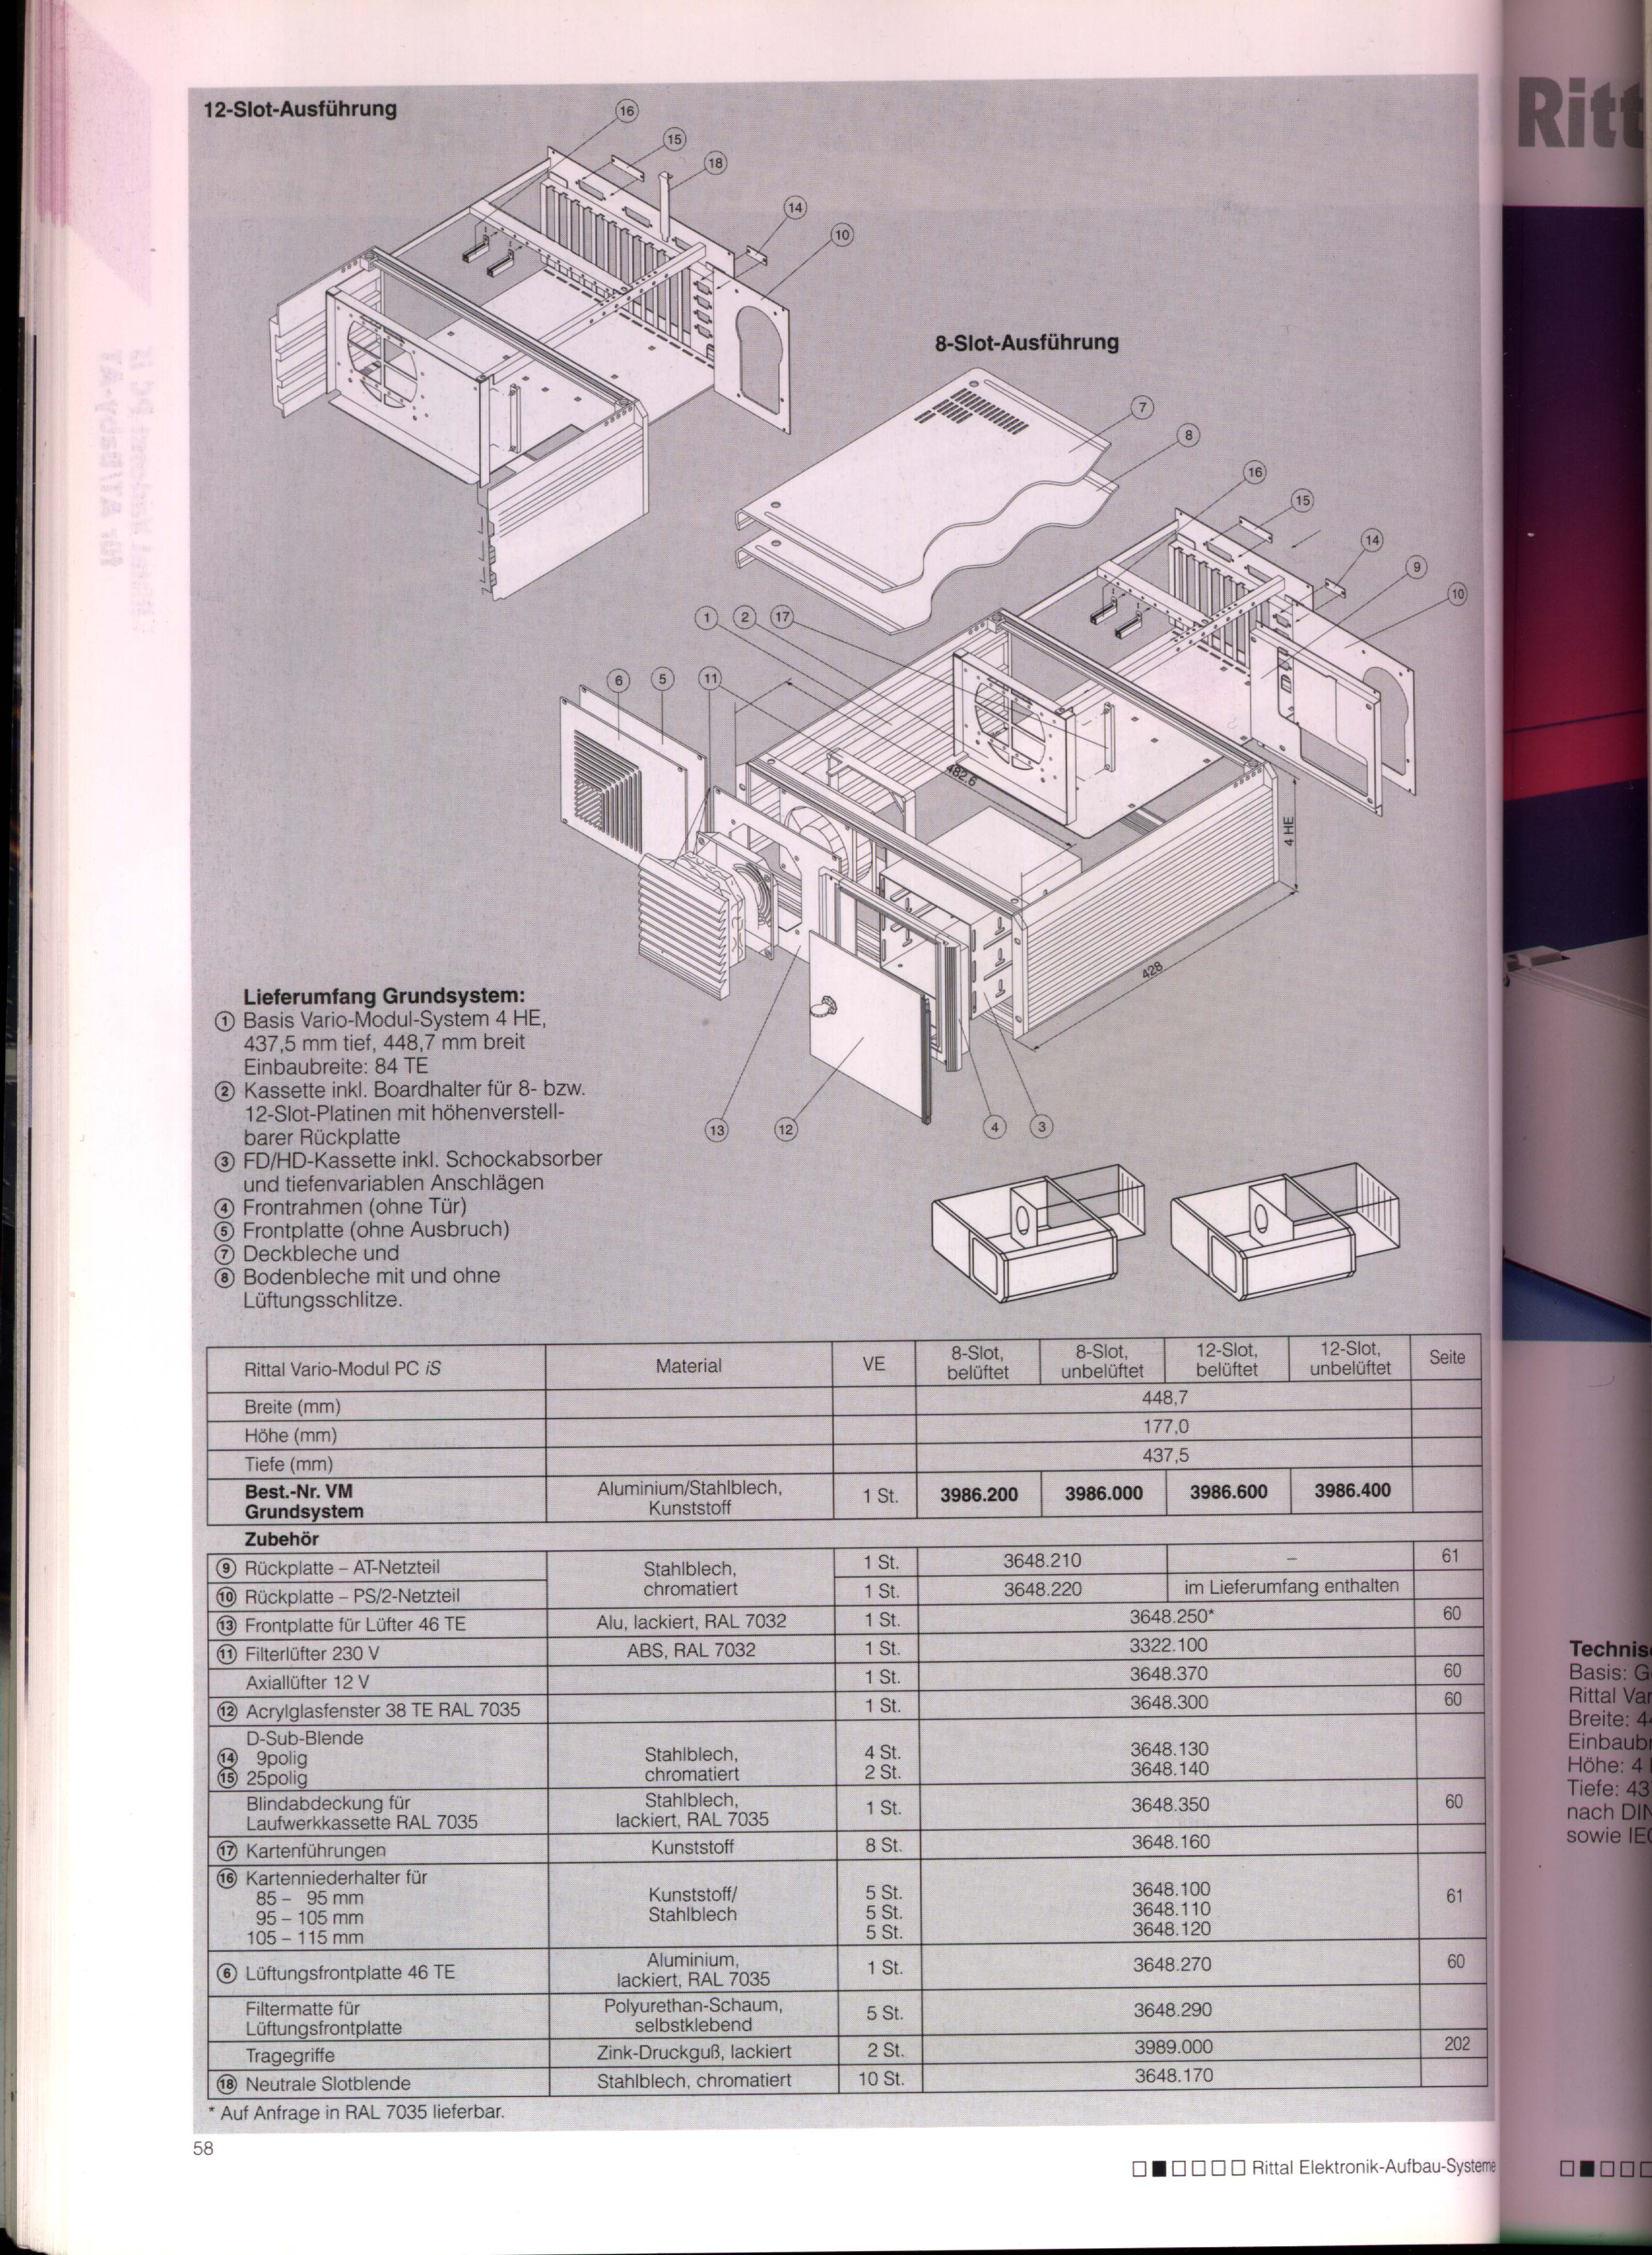 12-Slot-Ausführung
16
15
18
14
10
8-Slot-Ausführung
7
8
16
15
14
9
10
1
2
17
6
5
11
482,6
4 HE
428
13
12
4
3
Lieferumfang Grundsystem:
① Basis Vario-Modul-System 4 HE,
437,5 mm tief, 448,7 mm breit
Einbaubreite: 84 TE
② Kassette inkl. Boardhalter für 8- bzw.
12-Slot-Platinen mit höhenverstell-
barer Rückplatte
③ FD/HD-Kassette inkl. Schockabsorber
und tiefenvariablen Anschlägen
④ Frontrahmen (ohne Tür)
⑤ Frontplatte (ohne Ausbruch)
⑦ Deckbleche und
⑧ Bodenbleche mit und ohne
Lüftungsschlitze.
Rittal Vario-Modul PC iS Material VE 8-Slot, belüftet 8-Slot, unbelüftet 12-Slot, belüftet 12-Slot, unbelüftet Seite
Breite (mm) 448,7
Höhe (mm) 177,0
Tiefe (mm) 437,5
Best.-Nr. VM Grundsystem Aluminium/Stahlblech, Kunststoff 1 St. 3986.200 3986.000 3986.600 3986.400
Zubehör
⑨ Rückplatte – AT-Netzteil Stahlblech, chromatiert 1 St. 3648.210 – 61
⑩ Rückplatte – PS/2-Netzteil 1 St. 3648.220 im Lieferumfang enthalten
⑬ Frontplatte für Lüfter 46 TE Alu, lackiert, RAL 7032 1 St. 3648.250* 60
⑪ Filterlüfter 230 V ABS, RAL 7032 1 St. 3322.100
Axiallüfter 12 V 1 St. 3648.370 60
⑫ Acrylglasfenster 38 TE RAL 7035 1 St. 3648.300 60
D-Sub-Blende
⑭ 9polig Stahlblech, 4 St. 3648.130
⑮ 25polig chromatiert 2 St. 3648.140
Blindabdeckung für Stahlblech,
Laufwerkkassette RAL 7035 lackiert, RAL 7035 1 St. 3648.350 60
⑰ Kartenführungen Kunststoff 8 St. 3648.160
⑯ Kartenniederhalter für
85 – 95 mm Kunststoff/ 5 St. 3648.100 61
95 – 105 mm Stahlblech 5 St. 3648.110
105 – 115 mm 5 St. 3648.120
⑥ Lüftungsfrontplatte 46 TE Aluminium, lackiert, RAL 7035 1 St. 3648.270 60
Filtermatte für Polyurethan-Schaum,
Lüftungsfrontplatte selbstklebend 5 St. 3648.290
Tragegriffe Zink-Druckguß, lackiert 2 St. 3989.000 202
⑱ Neutrale Slotblende Stahlblech, chromatiert 10 St. 3648.170
* Auf Anfrage in RAL 7035 lieferbar.
58
Rittal Elektronik-Aufbau-Systeme
Ritt
Technis
Basis: G
Rittal Var
Breite: 4
Einbaub
Höhe: 4
Tiefe: 43
nach DIN
sowie IE